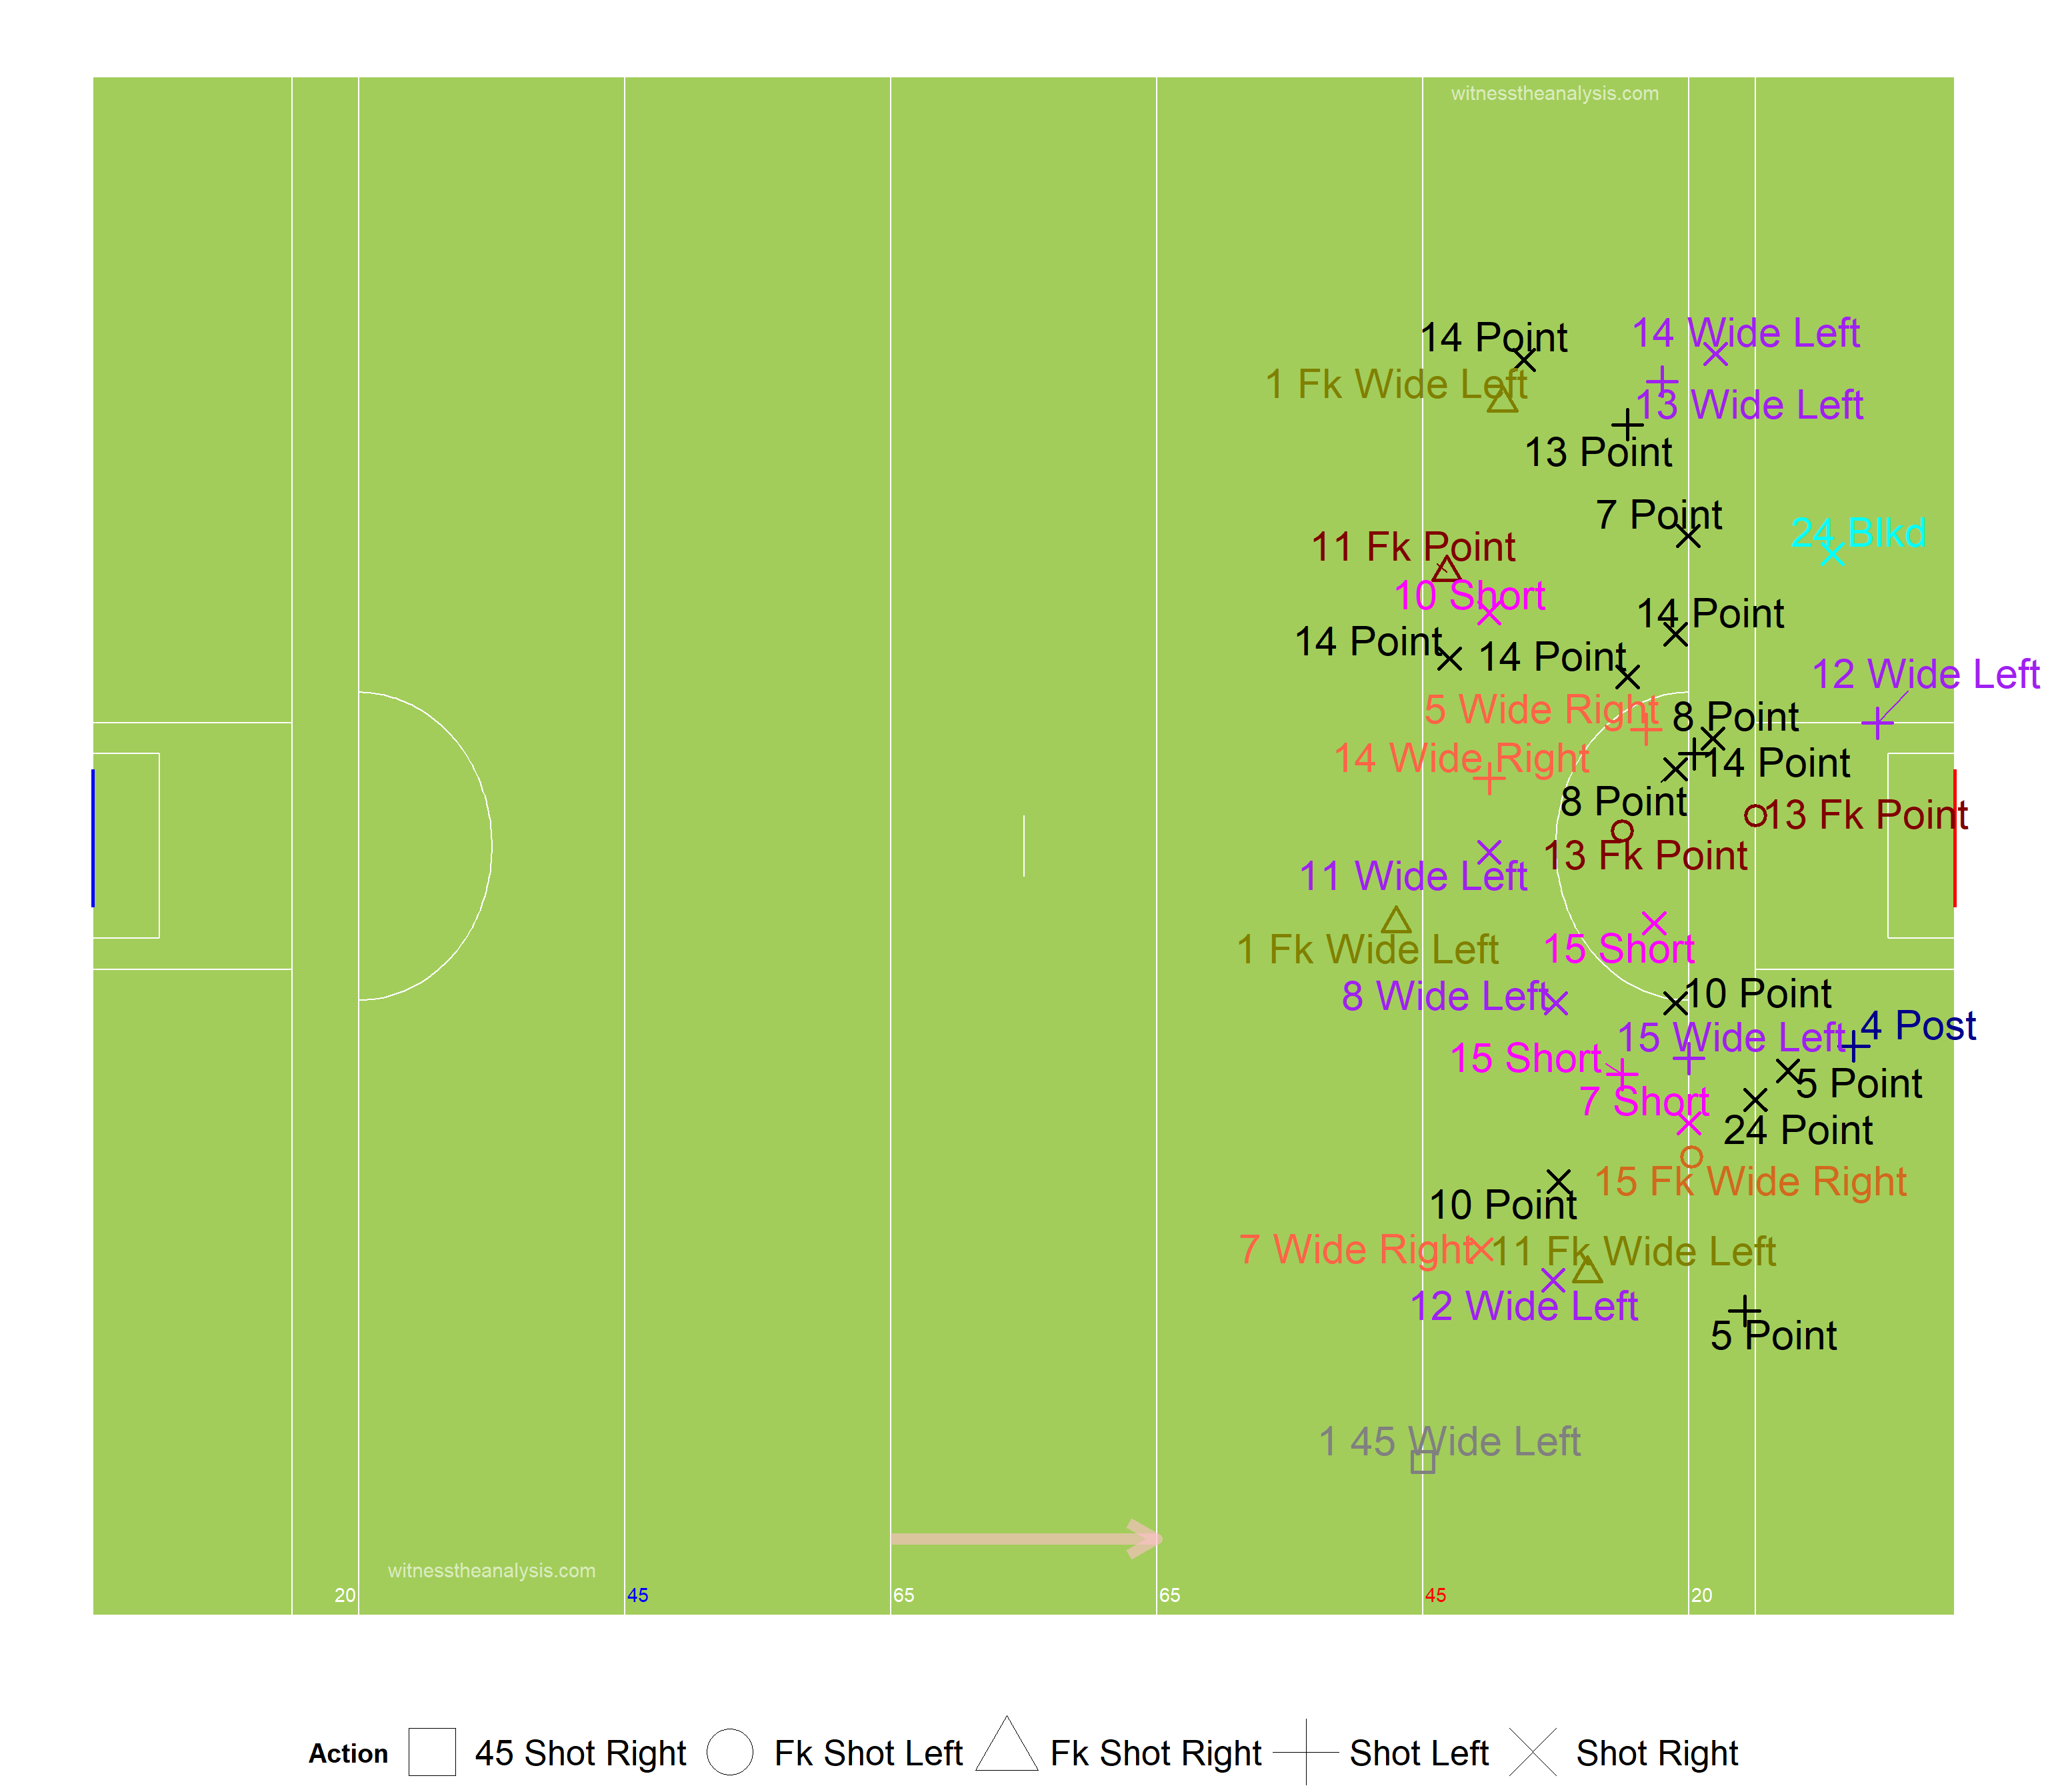 witnesstheanalysis.com
14 Point
14 Wide Left
1 Fk Wide Left
13 Wide Left
13 Point
7 Point
24 Blkd
11 Fk Point
10 Short
14 Point
14 Point
14 Point
12 Wide Left
5 Wide Right
8 Point
14 Wide Right
14 Point
8 Point
13 Fk Point
13 Fk Point
11 Wide Left
1 Fk Wide Left
15 Short
8 Wide Left
10 Point
4 Post
15 Wide Left
15 Short
5 Point
7 Short
24 Point
15 Fk Wide Right
10 Point
7 Wide Right
11 Fk Wide Left
12 Wide Left
5 Point
1 45 Wide Left
witnesstheanalysis.com
20 45 65 65 45 20
Action 45 Shot Right Fk Shot Left Fk Shot Right Shot Left Shot Right